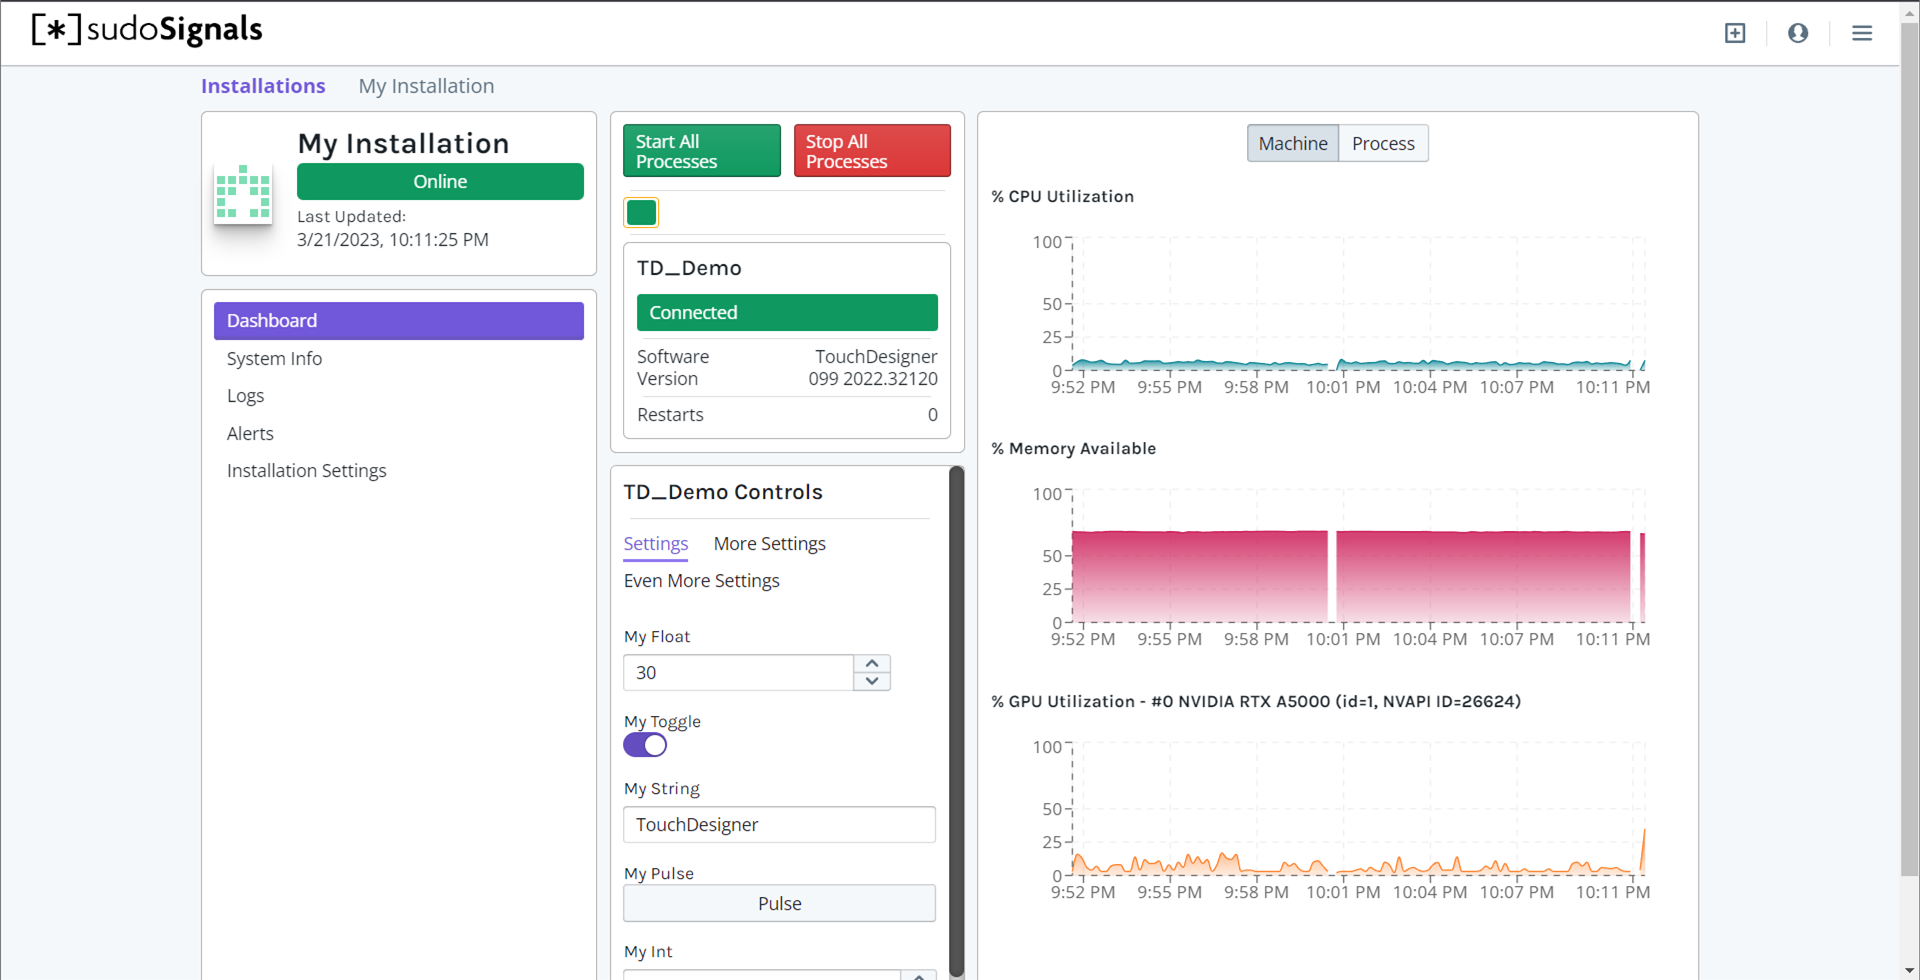 [*]sudoSignals
Installations My Installation
My Installation
Online
Last Updated:
3/21/2023, 10:11:25 PM
Dashboard
System Info
Logs
Alerts
Installation Settings
Start All
Processes
Stop All
Processes
TD_Demo
Connected
Software TouchDesigner
Version 099 2022.32120
Restarts 0
TD_Demo Controls
Settings More Settings
Even More Settings
My Float
30
My Toggle
My String
TouchDesigner
My Pulse
Pulse
My Int
Machine Process
% CPU Utilization
100
50
25
0
9:52 PM 9:55 PM 9:58 PM 10:01 PM 10:04 PM 10:07 PM 10:11 PM
% Memory Available
100
50
25
0
9:52 PM 9:55 PM 9:58 PM 10:01 PM 10:04 PM 10:07 PM 10:11 PM
% GPU Utilization - #0 NVIDIA RTX A5000 (id=1, NVAPI ID=26624)
100
50
25
0
9:52 PM 9:55 PM 9:58 PM 10:01 PM 10:04 PM 10:07 PM 10:11 PM